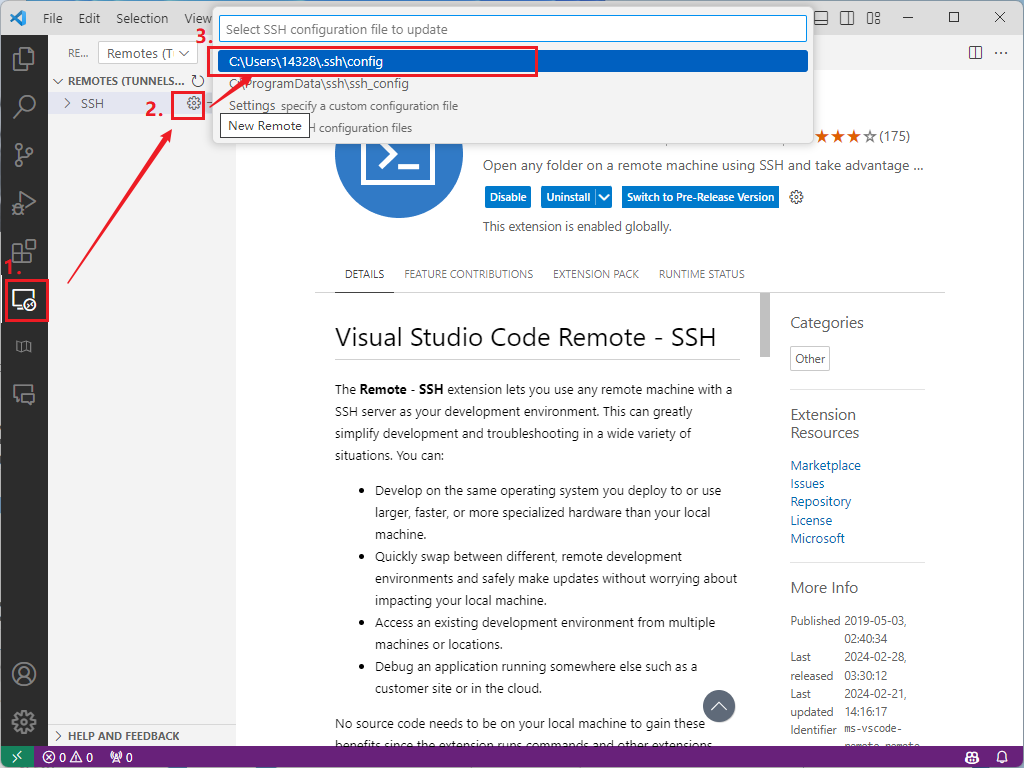 File Edit Selection View
Select SSH configuration file to update
3.
C:\Users\14328\.ssh\config
C:\ProgramData\ssh\ssh_config
Settings specify a custom configuration file
New Remote
configuration files
RE... Remotes (T
REMOTES (TUNNELS...
SSH
2.
1.
(175)
Open any folder on a remote machine using SSH and take advantage ...
Disable Uninstall Switch to Pre-Release Version
This extension is enabled globally.
DETAILS FEATURE CONTRIBUTIONS EXTENSION PACK RUNTIME STATUS
Visual Studio Code Remote - SSH
The Remote - SSH extension lets you use any remote machine with a
SSH server as your development environment. This can greatly
simplify development and troubleshooting in a wide variety of
situations. You can:
• Develop on the same operating system you deploy to or use
larger, faster, or more specialized hardware than your local
machine.
• Quickly swap between different, remote development
environments and safely make updates without worrying about
impacting your local machine.
• Access an existing development environment from multiple
machines or locations.
• Debug an application running somewhere else such as a
customer site or in the cloud.
No source code needs to be on your local machine to gain these
benefits since the extension runs commands and other extensions
Categories
Other
Extension
Resources
Marketplace
Issues
Repository
License
Microsoft
More Info
Published 2019-05-03,
02:40:34
Last 2024-02-28,
released 03:30:12
Last 2024-02-21,
updated 14:16:17
Identifier ms-vscode-
remote.remote
HELP AND FEEDBACK
0 0 0